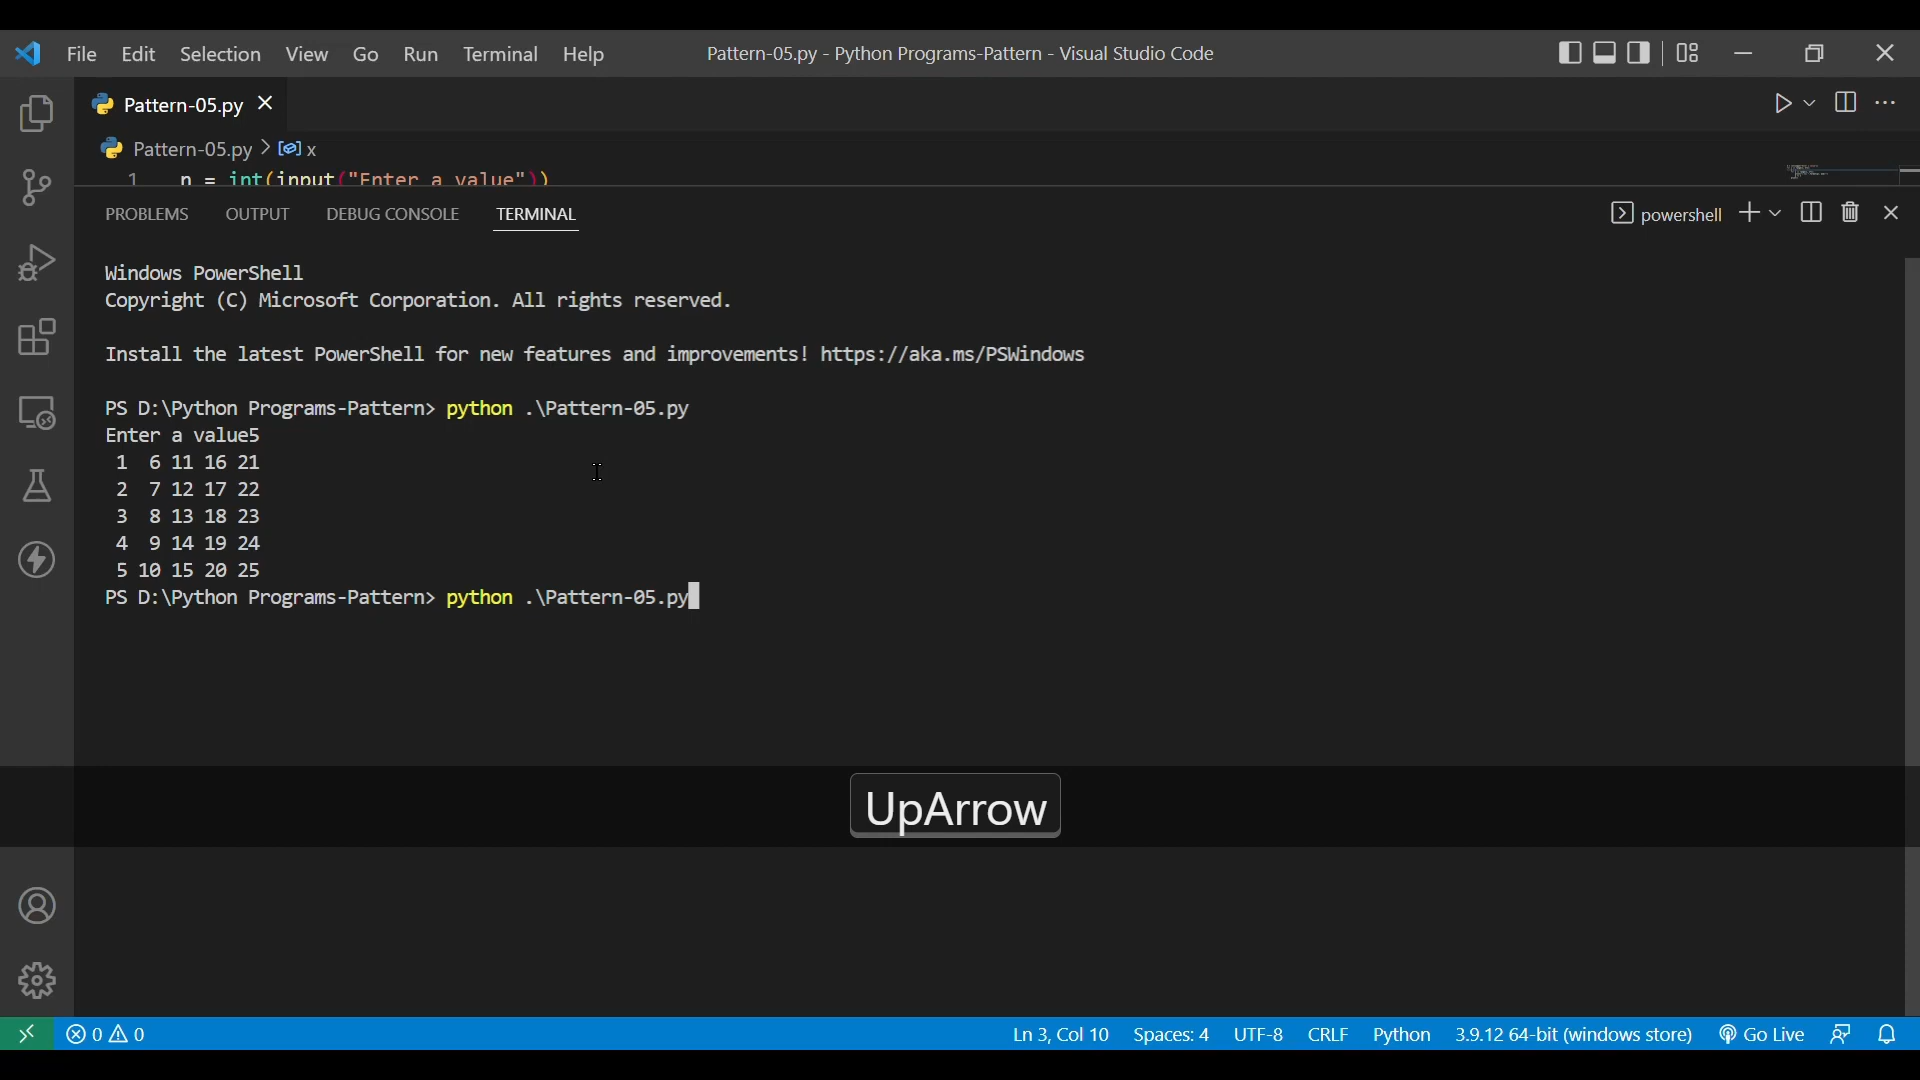 File Edit Selection View Go Run Terminal Help Pattern-05.py - Python Programs-Pattern - Visual Studio Code
Pattern-05.py
Pattern-05.py > x
1 n = int(input("Enter a value"))
PROBLEMS OUTPUT DEBUG CONSOLE TERMINAL powershell
Windows PowerShell
Copyright (C) Microsoft Corporation. All rights reserved.
Install the latest PowerShell for new features and improvements! https://aka.ms/PSWindows
PS D:\Python Programs-Pattern> python .\Pattern-05.py
Enter a value5
1 6 11 16 21
2 7 12 17 22
3 8 13 18 23
4 9 14 19 24
5 10 15 20 25
PS D:\Python Programs-Pattern> python .\Pattern-05.py
UpArrow
0 0 Ln 3, Col 10 Spaces: 4 UTF-8 CRLF Python 3.9.12 64-bit (windows store) Go Live